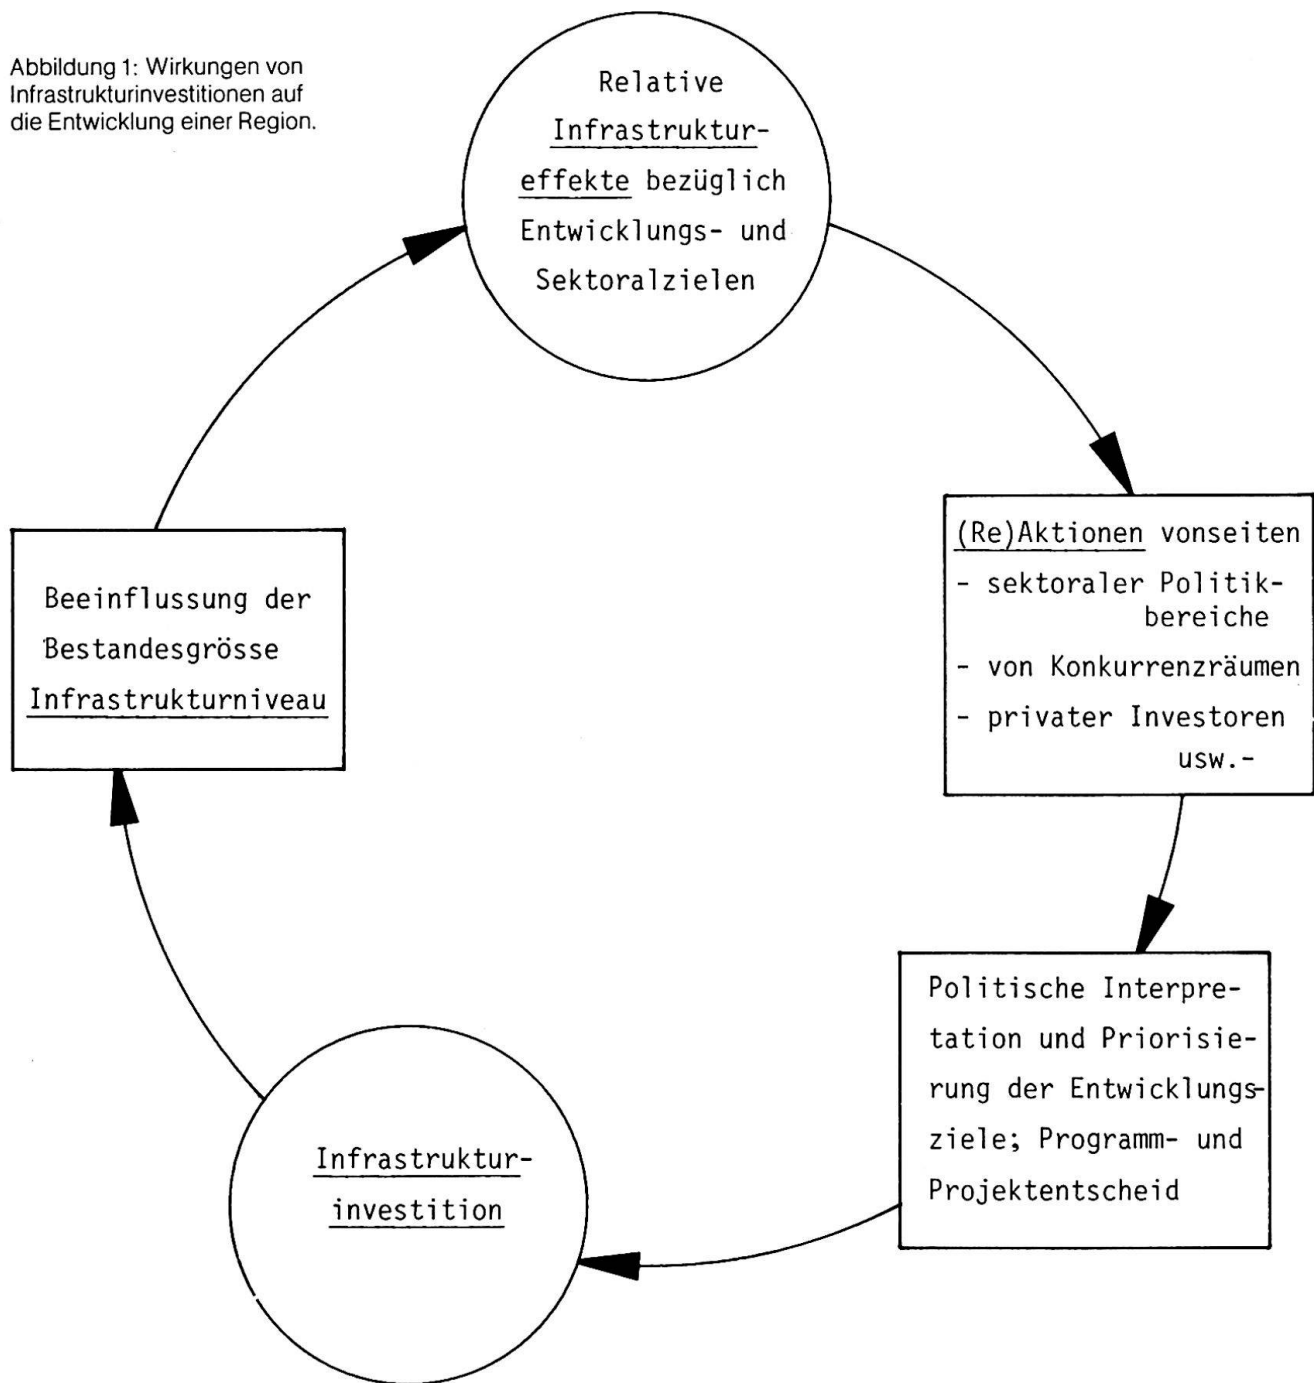 Abbildung 1: Wirkungen von
Infrastrukturinvestitionen auf
die Entwicklung einer Region.
Relative
Infrastruktur-
effekte bezüglich
Entwicklungs- und
Sektoralzielen
(Re)Aktionen vonseiten
- sektoraler Politik-
bereiche
- von Konkurrenzräumen
- privater Investoren
usw.-
Politische Interpre-
tation und Priorisie-
rung der Entwicklungs-
ziele; Programm- und
Projektentscheid
Infrastruktur-
investition
Beeinflussung der
Bestandesgrösse
Infrastrukturniveau